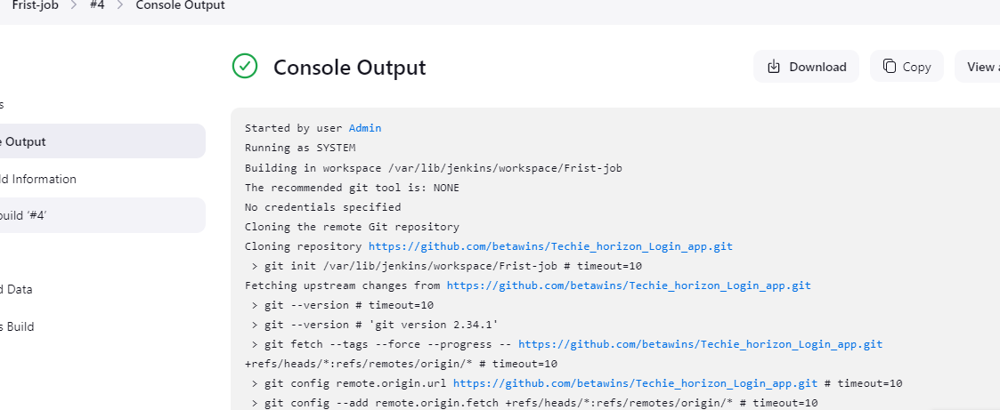 Frist-job > #4 > Console Output
Console Output
Download
Copy
View
s
Output
d Information
build ‘#4’
d Data
s Build
Started by user Admin
Running as SYSTEM
Building in workspace /var/lib/jenkins/workspace/Frist-job
The recommended git tool is: NONE
No credentials specified
Cloning the remote Git repository
Cloning repository https://github.com/betawins/Techie_horizon_Login_app.git
> git init /var/lib/jenkins/workspace/Frist-job # timeout=10
Fetching upstream changes from https://github.com/betawins/Techie_horizon_Login_app.git
> git --version # timeout=10
> git --version # 'git version 2.34.1'
> git fetch --tags --force --progress -- https://github.com/betawins/Techie_horizon_Login_app.git
+refs/heads/*:refs/remotes/origin/* # timeout=10
> git config remote.origin.url https://github.com/betawins/Techie_horizon_Login_app.git # timeout=10
> git config --add remote.origin.fetch +refs/heads/*:refs/remotes/origin/* # timeout=10